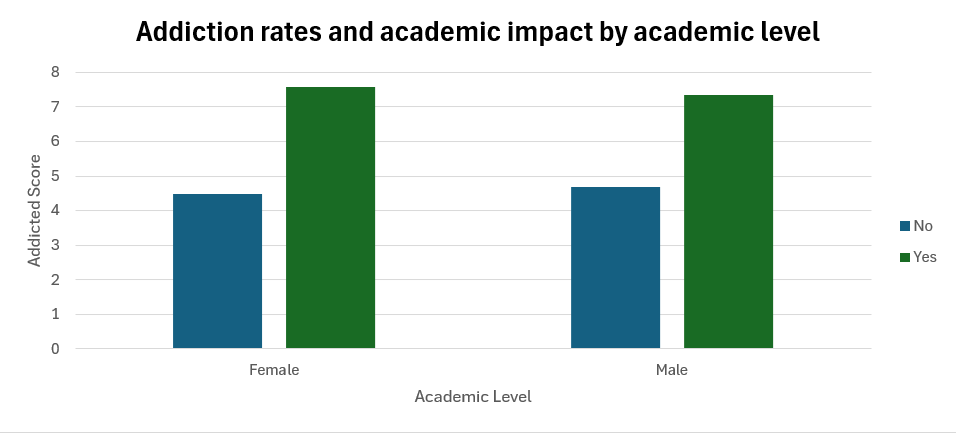 Addiction rates and academic impact by academic level
8
7
6
5
4
3
2
1
0
Addicted Score
Female
Male
Academic Level
No
Yes